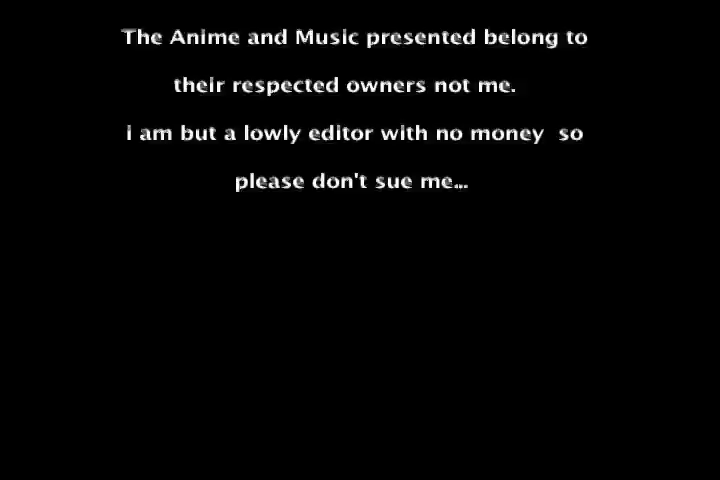 The Anime and Music presented belong to
their respected owners not me.
i am but a lowly editor with no money  so
please don't sue me...